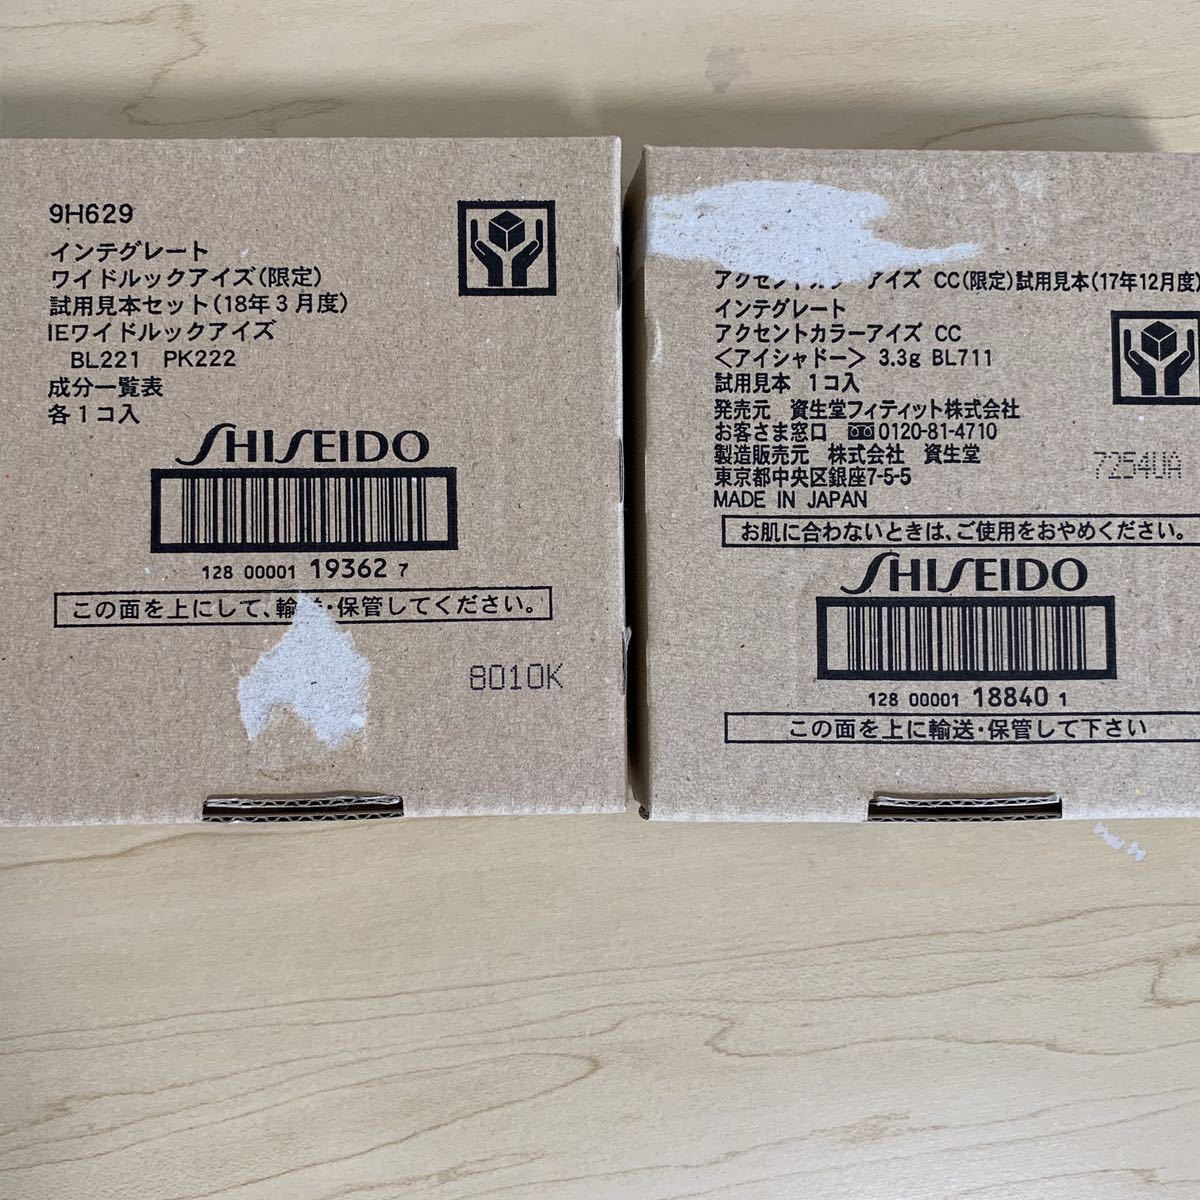 9H629
インテグレート
ワイドルックアイズ(限定)
試用見本セット(18年3月度)
IEワイドルックアイズ
BL221 PK222
成分一覧表
各1コ入
SHISEIDO
128 00001 19362 7
この面を上にして、輸送・保管してください。
8010K
アクセントカラーアイズ CC(限定)試用見本(17年12月度)
インテグレート
アクセントカラーアイズ CC
<アイシャドー> 3.3g BL711
試用見本 1コ入
発売元 資生堂フィティット株式会社
お客さま窓口 0120-81-4710
製造販売元 株式会社 資生堂
東京都中央区銀座7-5-5
MADE IN JAPAN
7254UA
お肌に合わないときは、ご使用をおやめください。
SHISEIDO
128 00001 18840 1
この面を上に輸送・保管して下さい